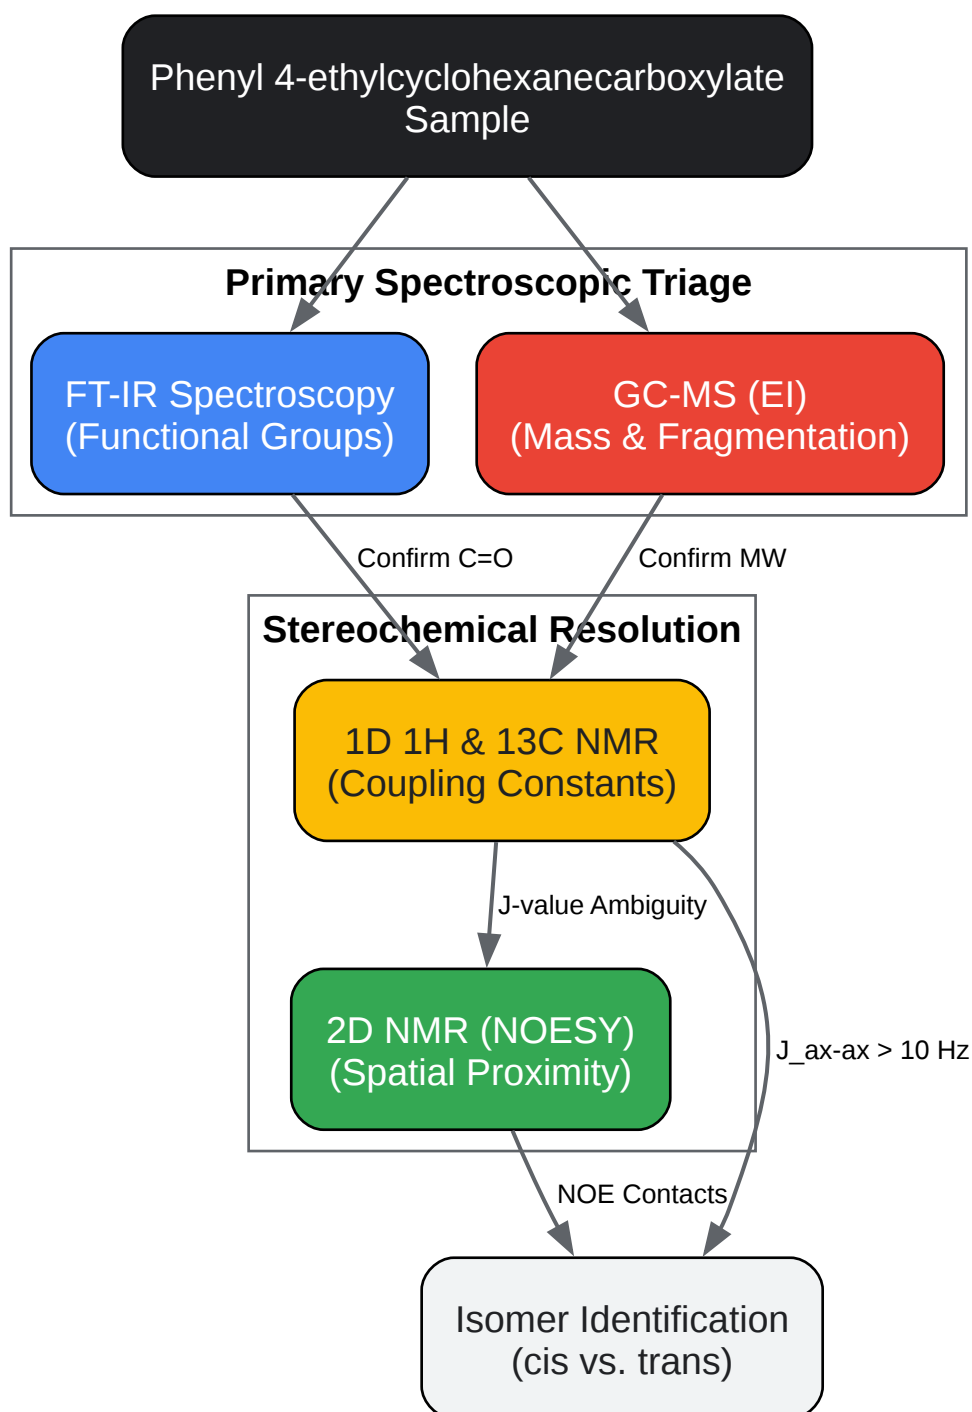 Phenyl 4-ethylcyclohexanecarboxylate
Sample
Primary Spectroscopic Triage
FT-IR Spectroscopy
(Functional Groups)
GC-MS (EI)
(Mass & Fragmentation)
Confirm C=O
Confirm MW
Stereochemical Resolution
1D 1H & 13C NMR
(Coupling Constants)
J-value Ambiguity
2D NMR (NOESY)
(Spatial Proximity)
J_ax-ax > 10 Hz
NOE Contacts
Isomer Identification
(cis vs. trans)